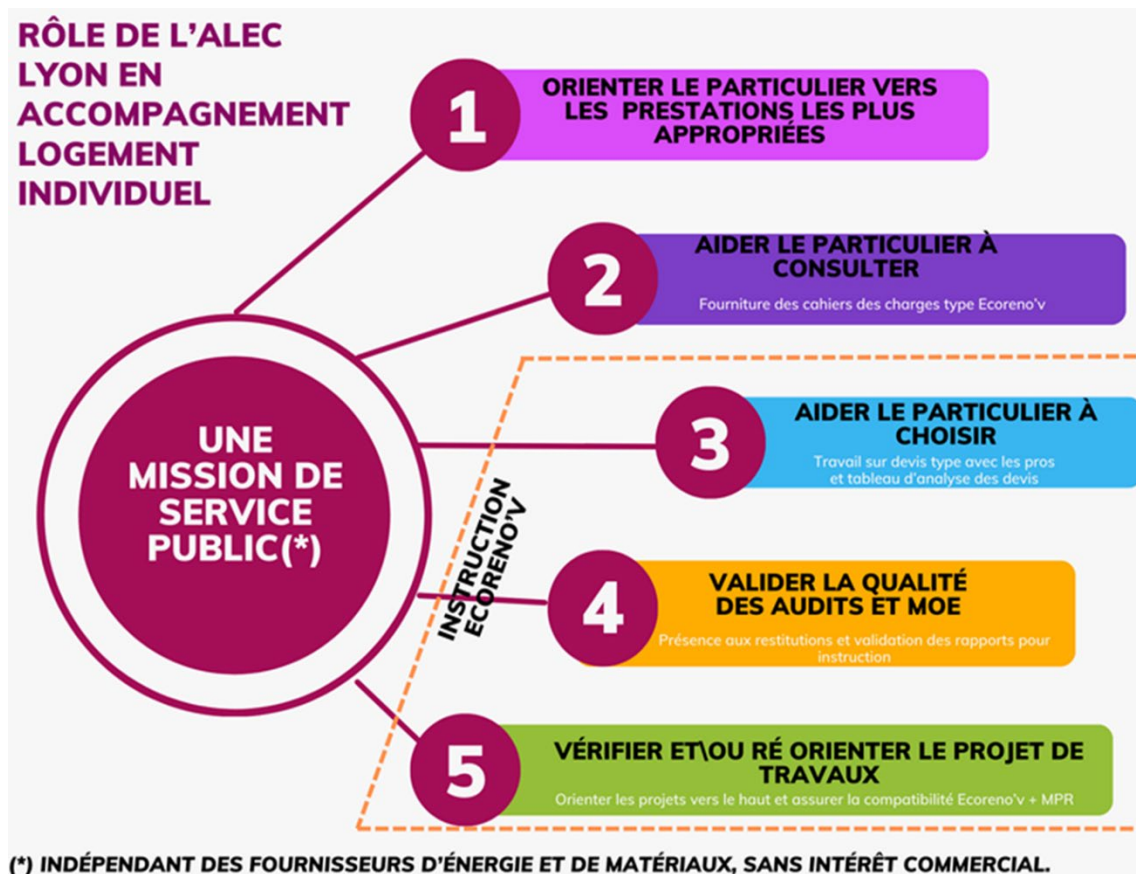 RÔLE DE L'ALEC
LYON EN
ACCOMPAGNEMENT
LOGEMENT
INDIVIDUEL
1
ORIENTER LE PARTICULIER VERS
LES PRESTATIONS LES PLUS
APPROPRIÉES
2
AIDER LE PARTICULIER À
CONSULTER
Fourniture des cahiers des charges type Ecoreno'v
UNE
MISSION DE
SERVICE
PUBLIC(*)
INSTRUCTION
ECORENO'V
3
AIDER LE PARTICULIER À
CHOISIR
Travail sur devis type avec les pros
et tableau d'analyse des devis
4
VALIDER LA QUALITÉ
DES AUDITS ET MOE
Présence aux restitutions et validation des rapports pour
instruction
5
VÉRIFIER ET\OU RÉ ORIENTER LE PROJET DE
TRAVAUX
Orienter les projets vers le haut et assurer la compatibilité Ecoreno'v + MPR
(*) INDÉPENDANT DES FOURNISSEURS D'ÉNERGIE ET DE MATÉRIAUX, SANS INTÉRÊT COMMERCIAL.